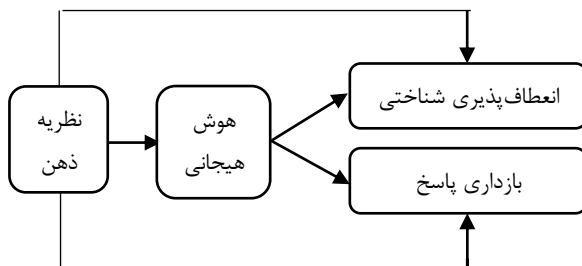 نظریه
ذهن
هوش
هیجانی
انعطاف‌پذیری شناختی
بازداری پاسخ